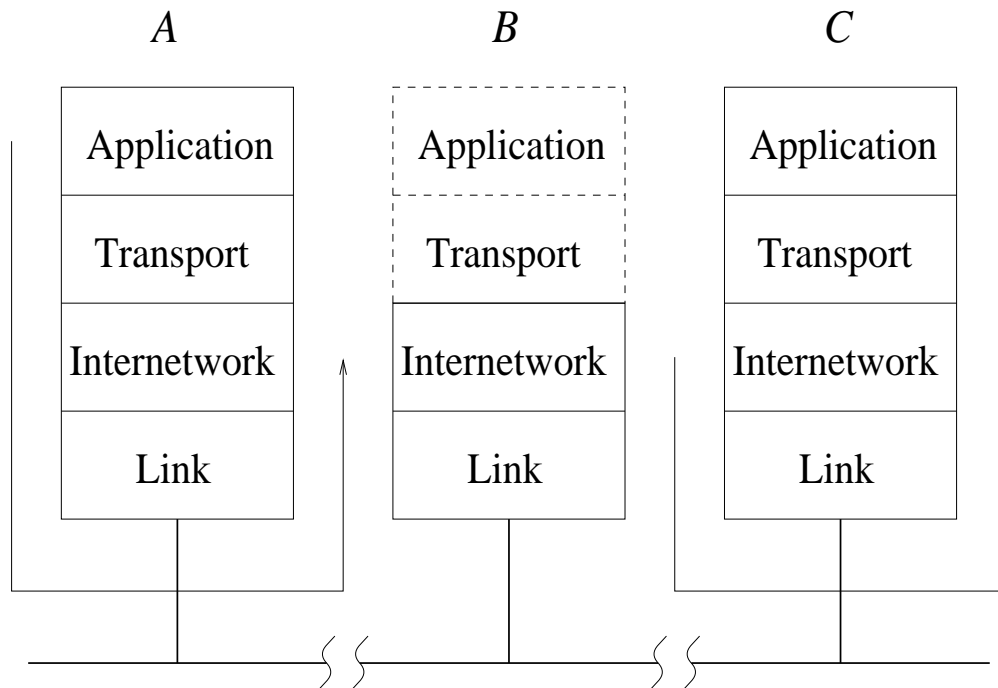 A B C
Application Application Application
Transport Transport Transport
Internetwork Internetwork Internetwork
Link Link Link